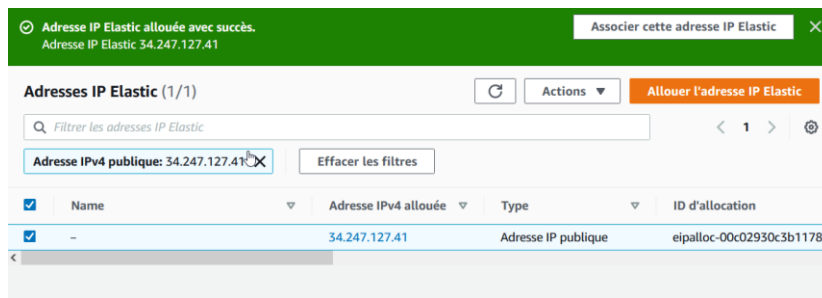 Adresse IP Elastic allouée avec succès.
Adresse IP Elastic 34.247.127.41
Associer cette adresse IP Elastic
Adresses IP Elastic (1/1)
Actions
Allouer l'adresse IP Elastic
Filtrer les adresses IP Elastic
1
Adresse IPv4 publique: 34.247.127.41
Effacer les filtres
Name Adresse IPv4 allouée Type ID d'allocation
– 34.247.127.41 Adresse IP publique eipalloc-00c02930c3b1178